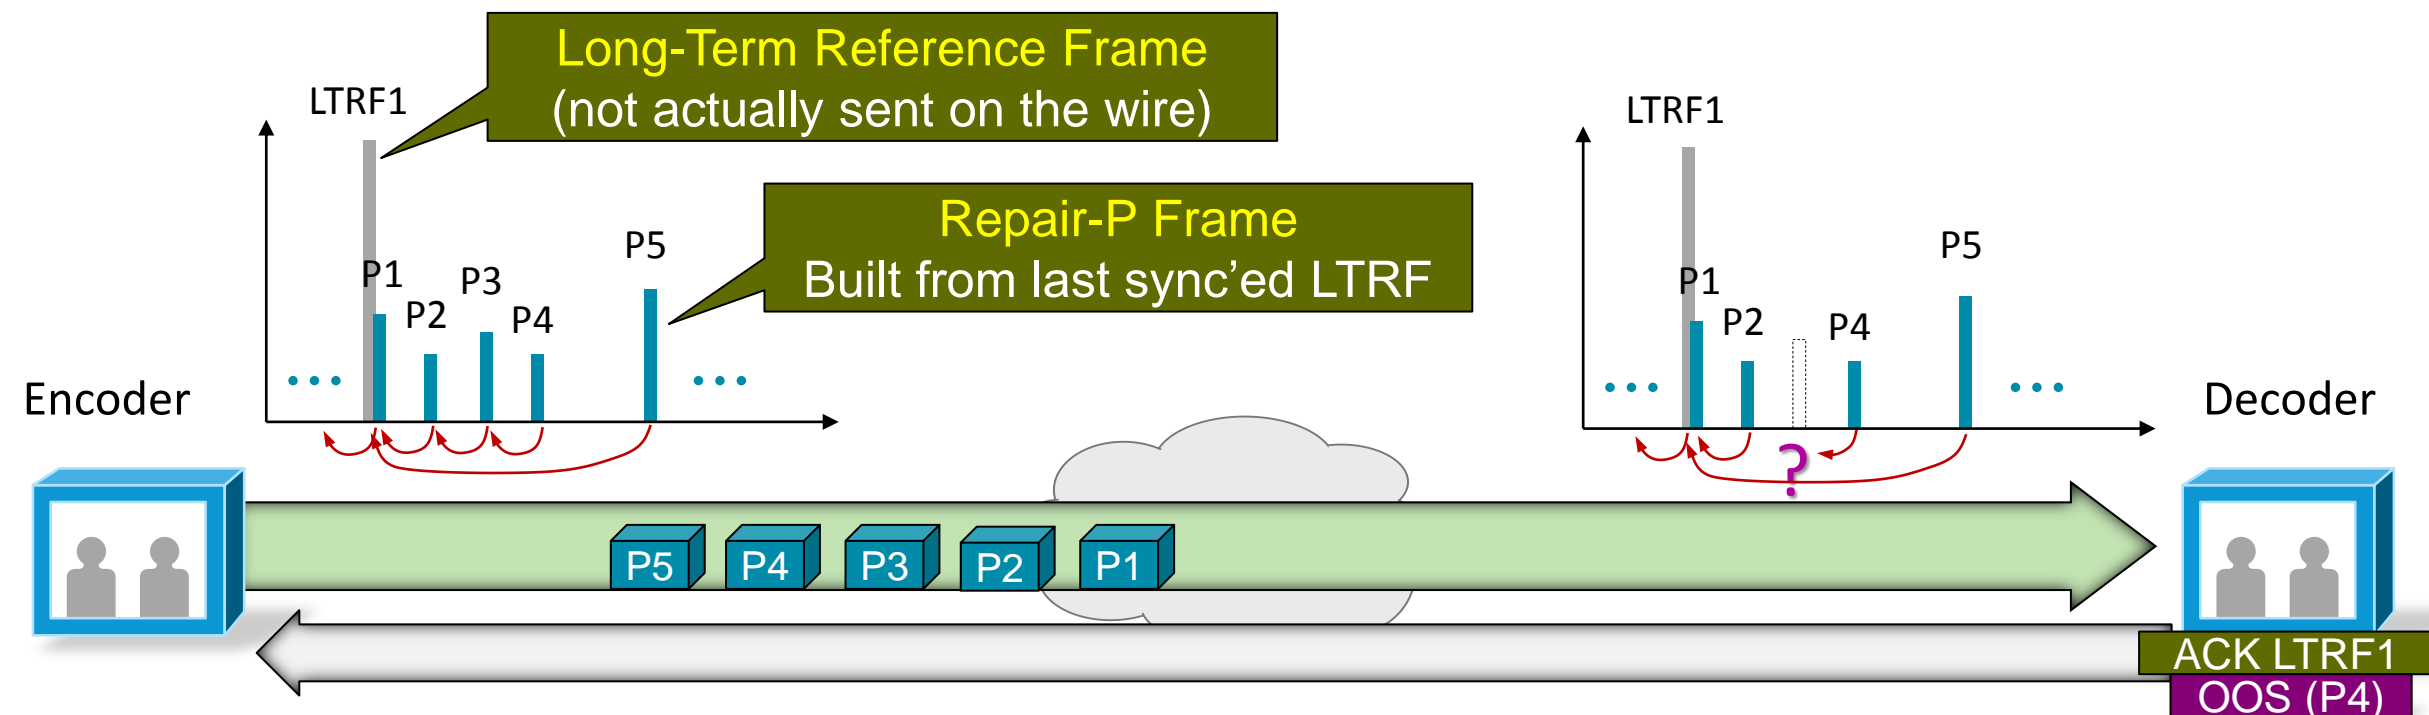 Long-Term Reference Frame
(not actually sent on the wire)
LTRF1
LTRF1
Repair-P Frame
Built from last sync’ed LTRF
P1
P2
P3
P4
P5
P1
P2
P4
P5
...
...
...
...
Encoder
Decoder
?
P5
P4
P3
P2
P1
ACK LTRF1
OOS (P4)